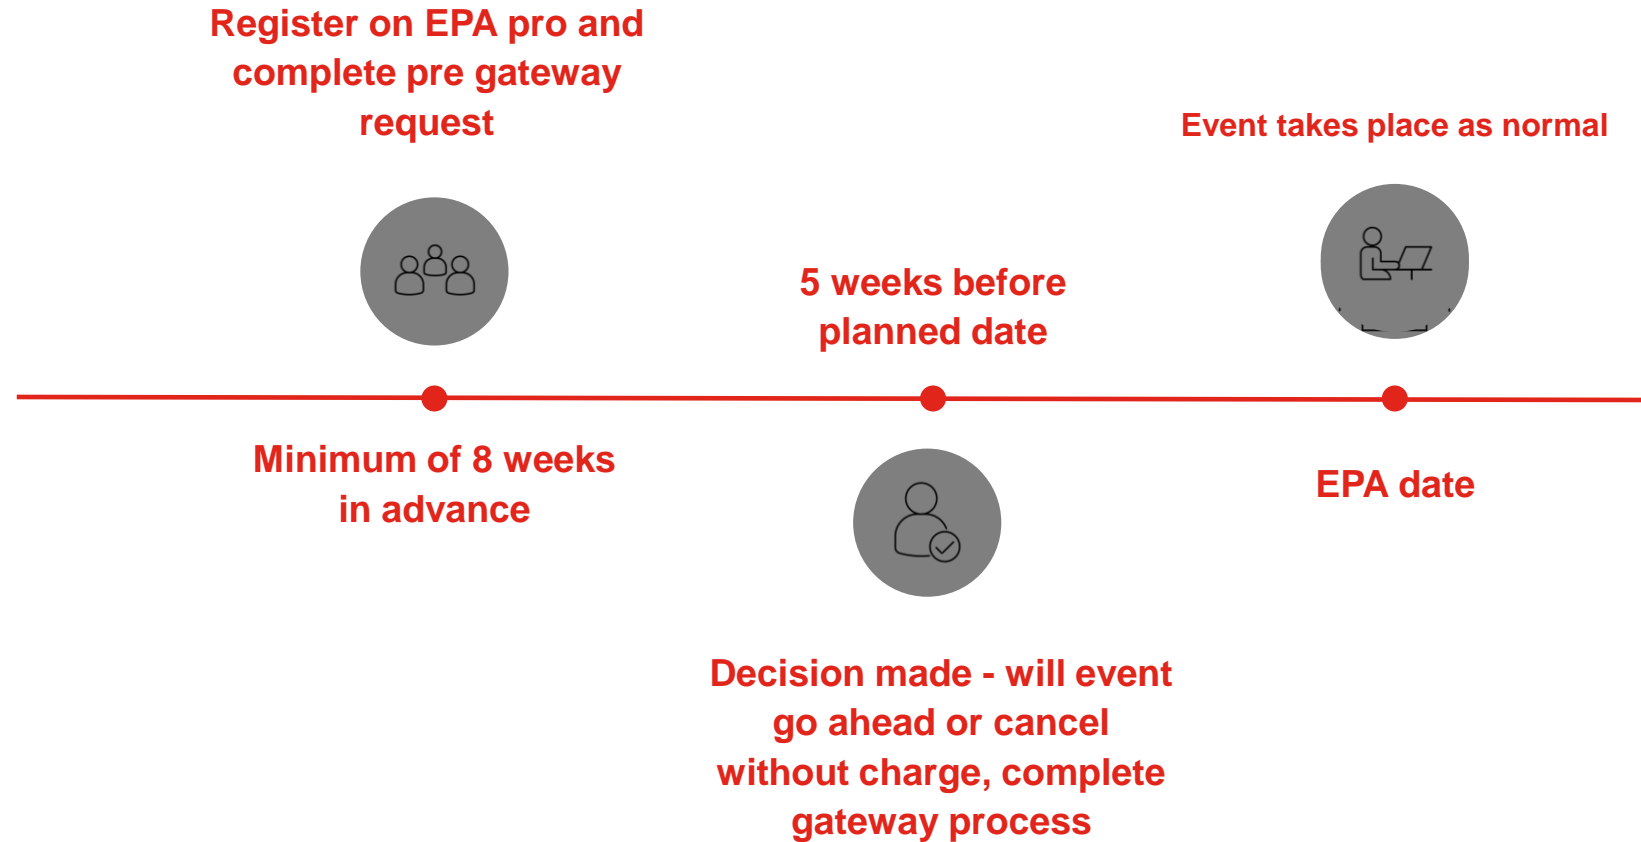 Register on EPA pro and
complete pre gateway
request
Minimum of 8 weeks
in advance
5 weeks before
planned date
Decision made - will event
go ahead or cancel
without charge, complete
gateway process
Event takes place as normal
EPA date